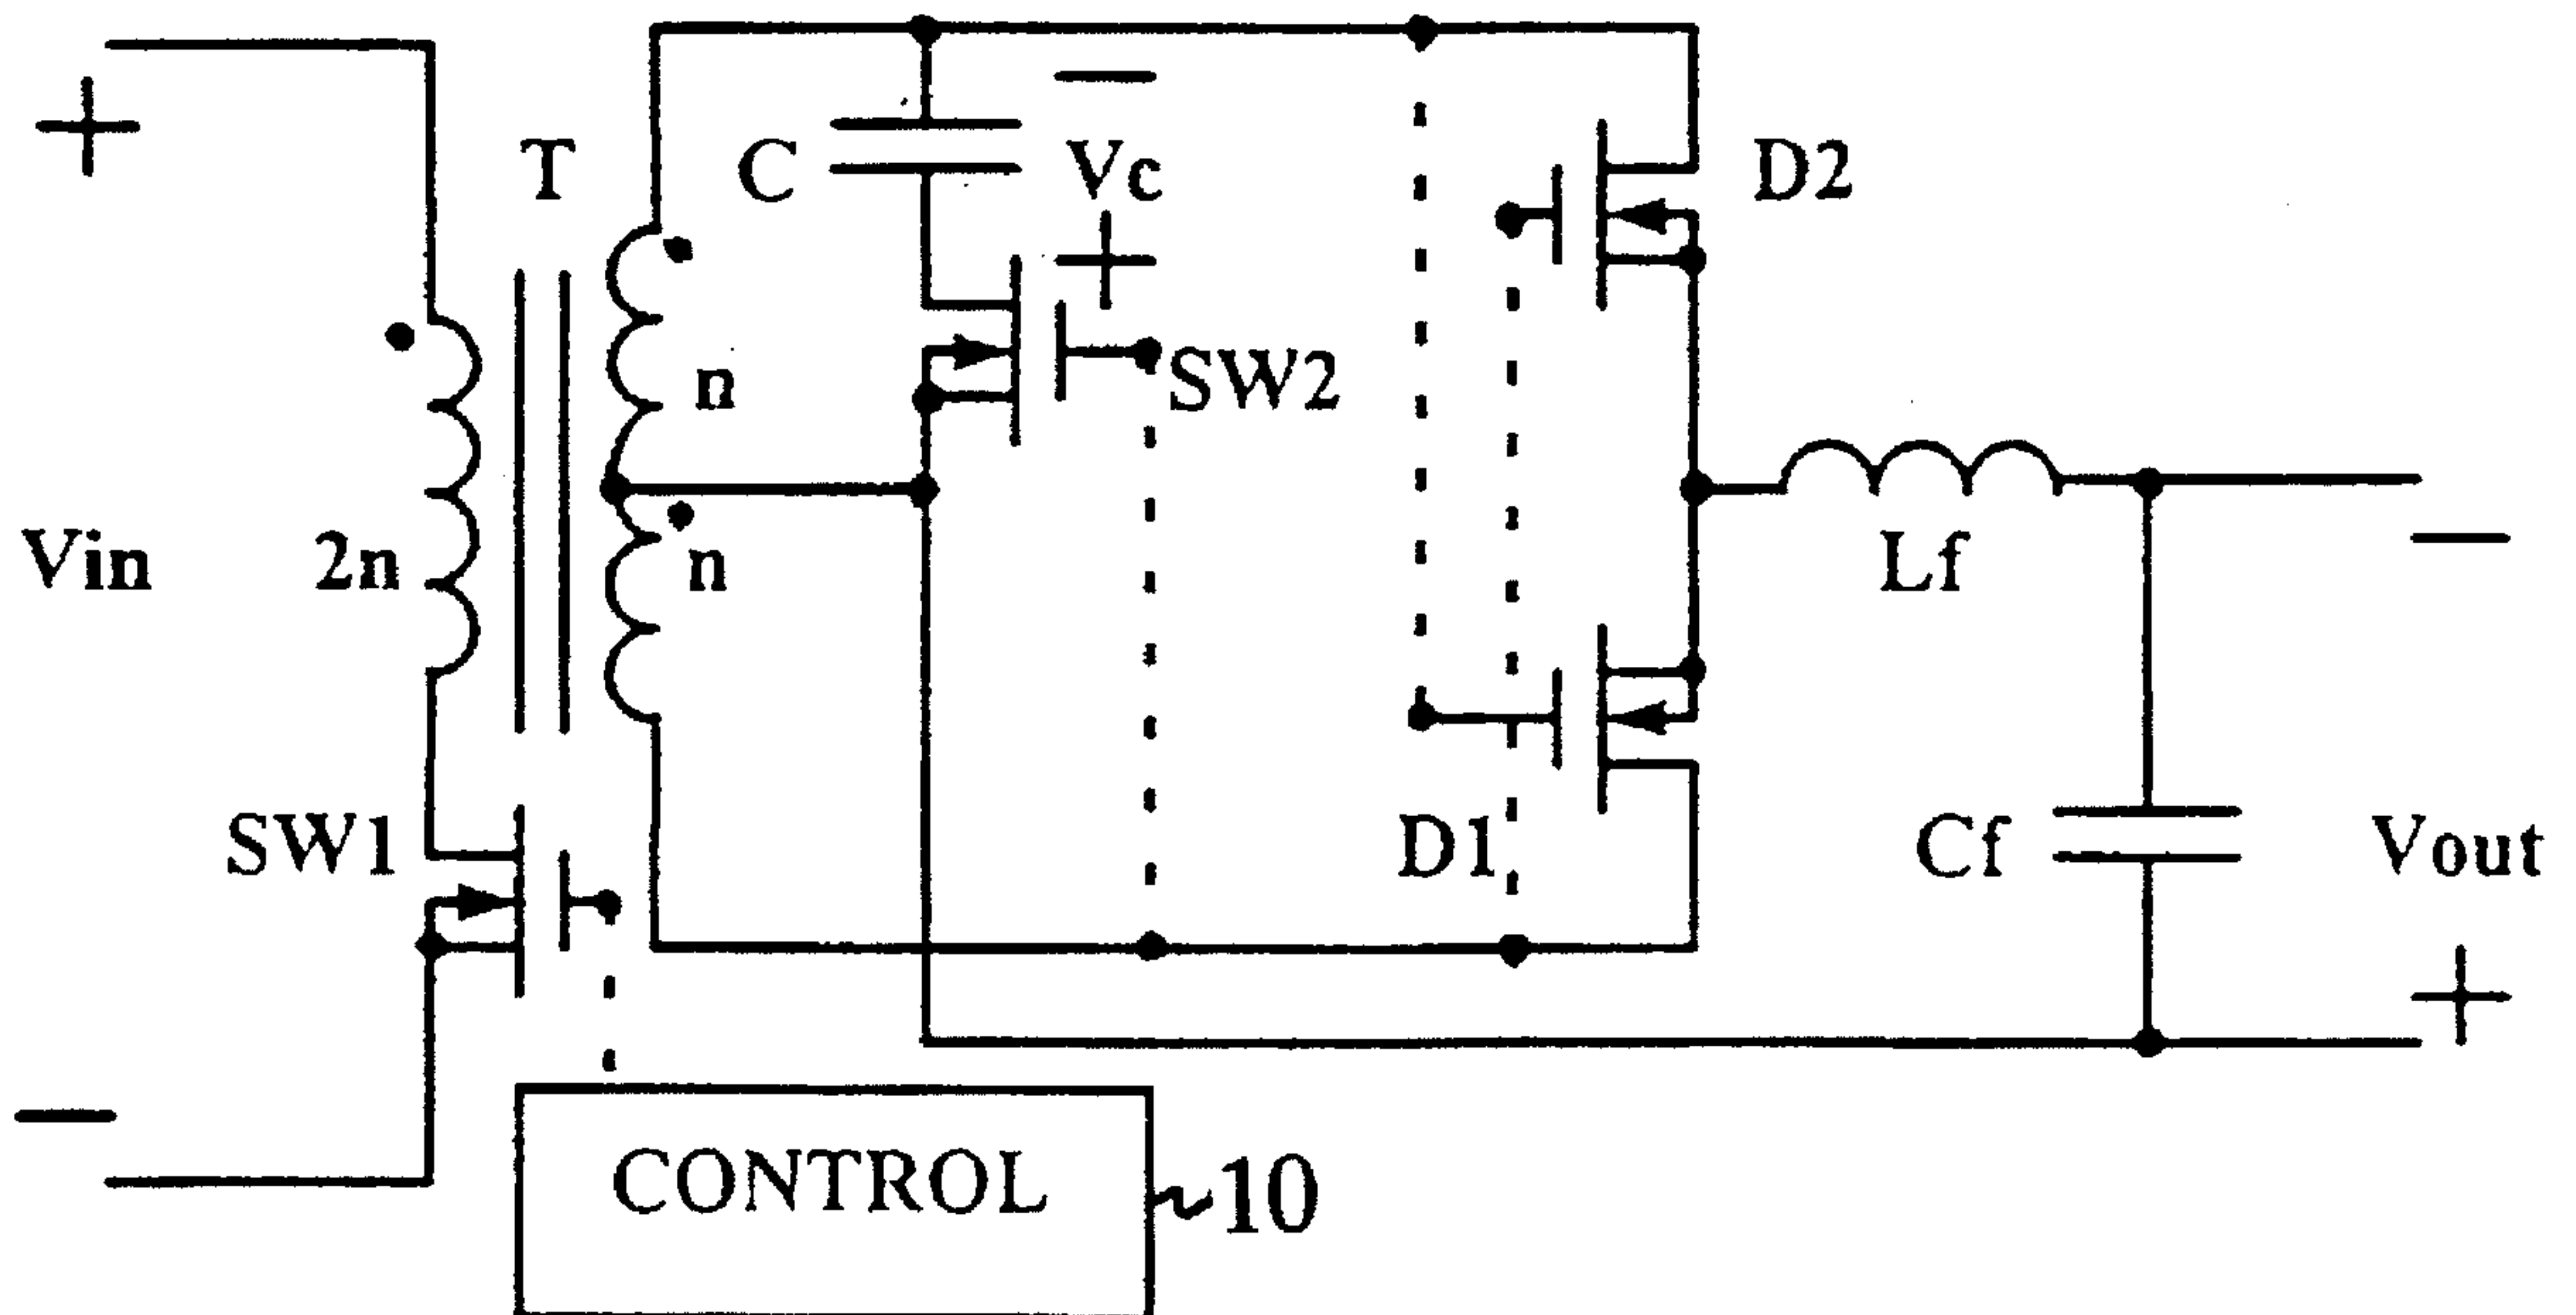 +
T
C
−
Vc
+
D2
n
SW2
Vin
2n
n
Lf
−
SW1
D1
Cf
Vout
+
−
CONTROL
10